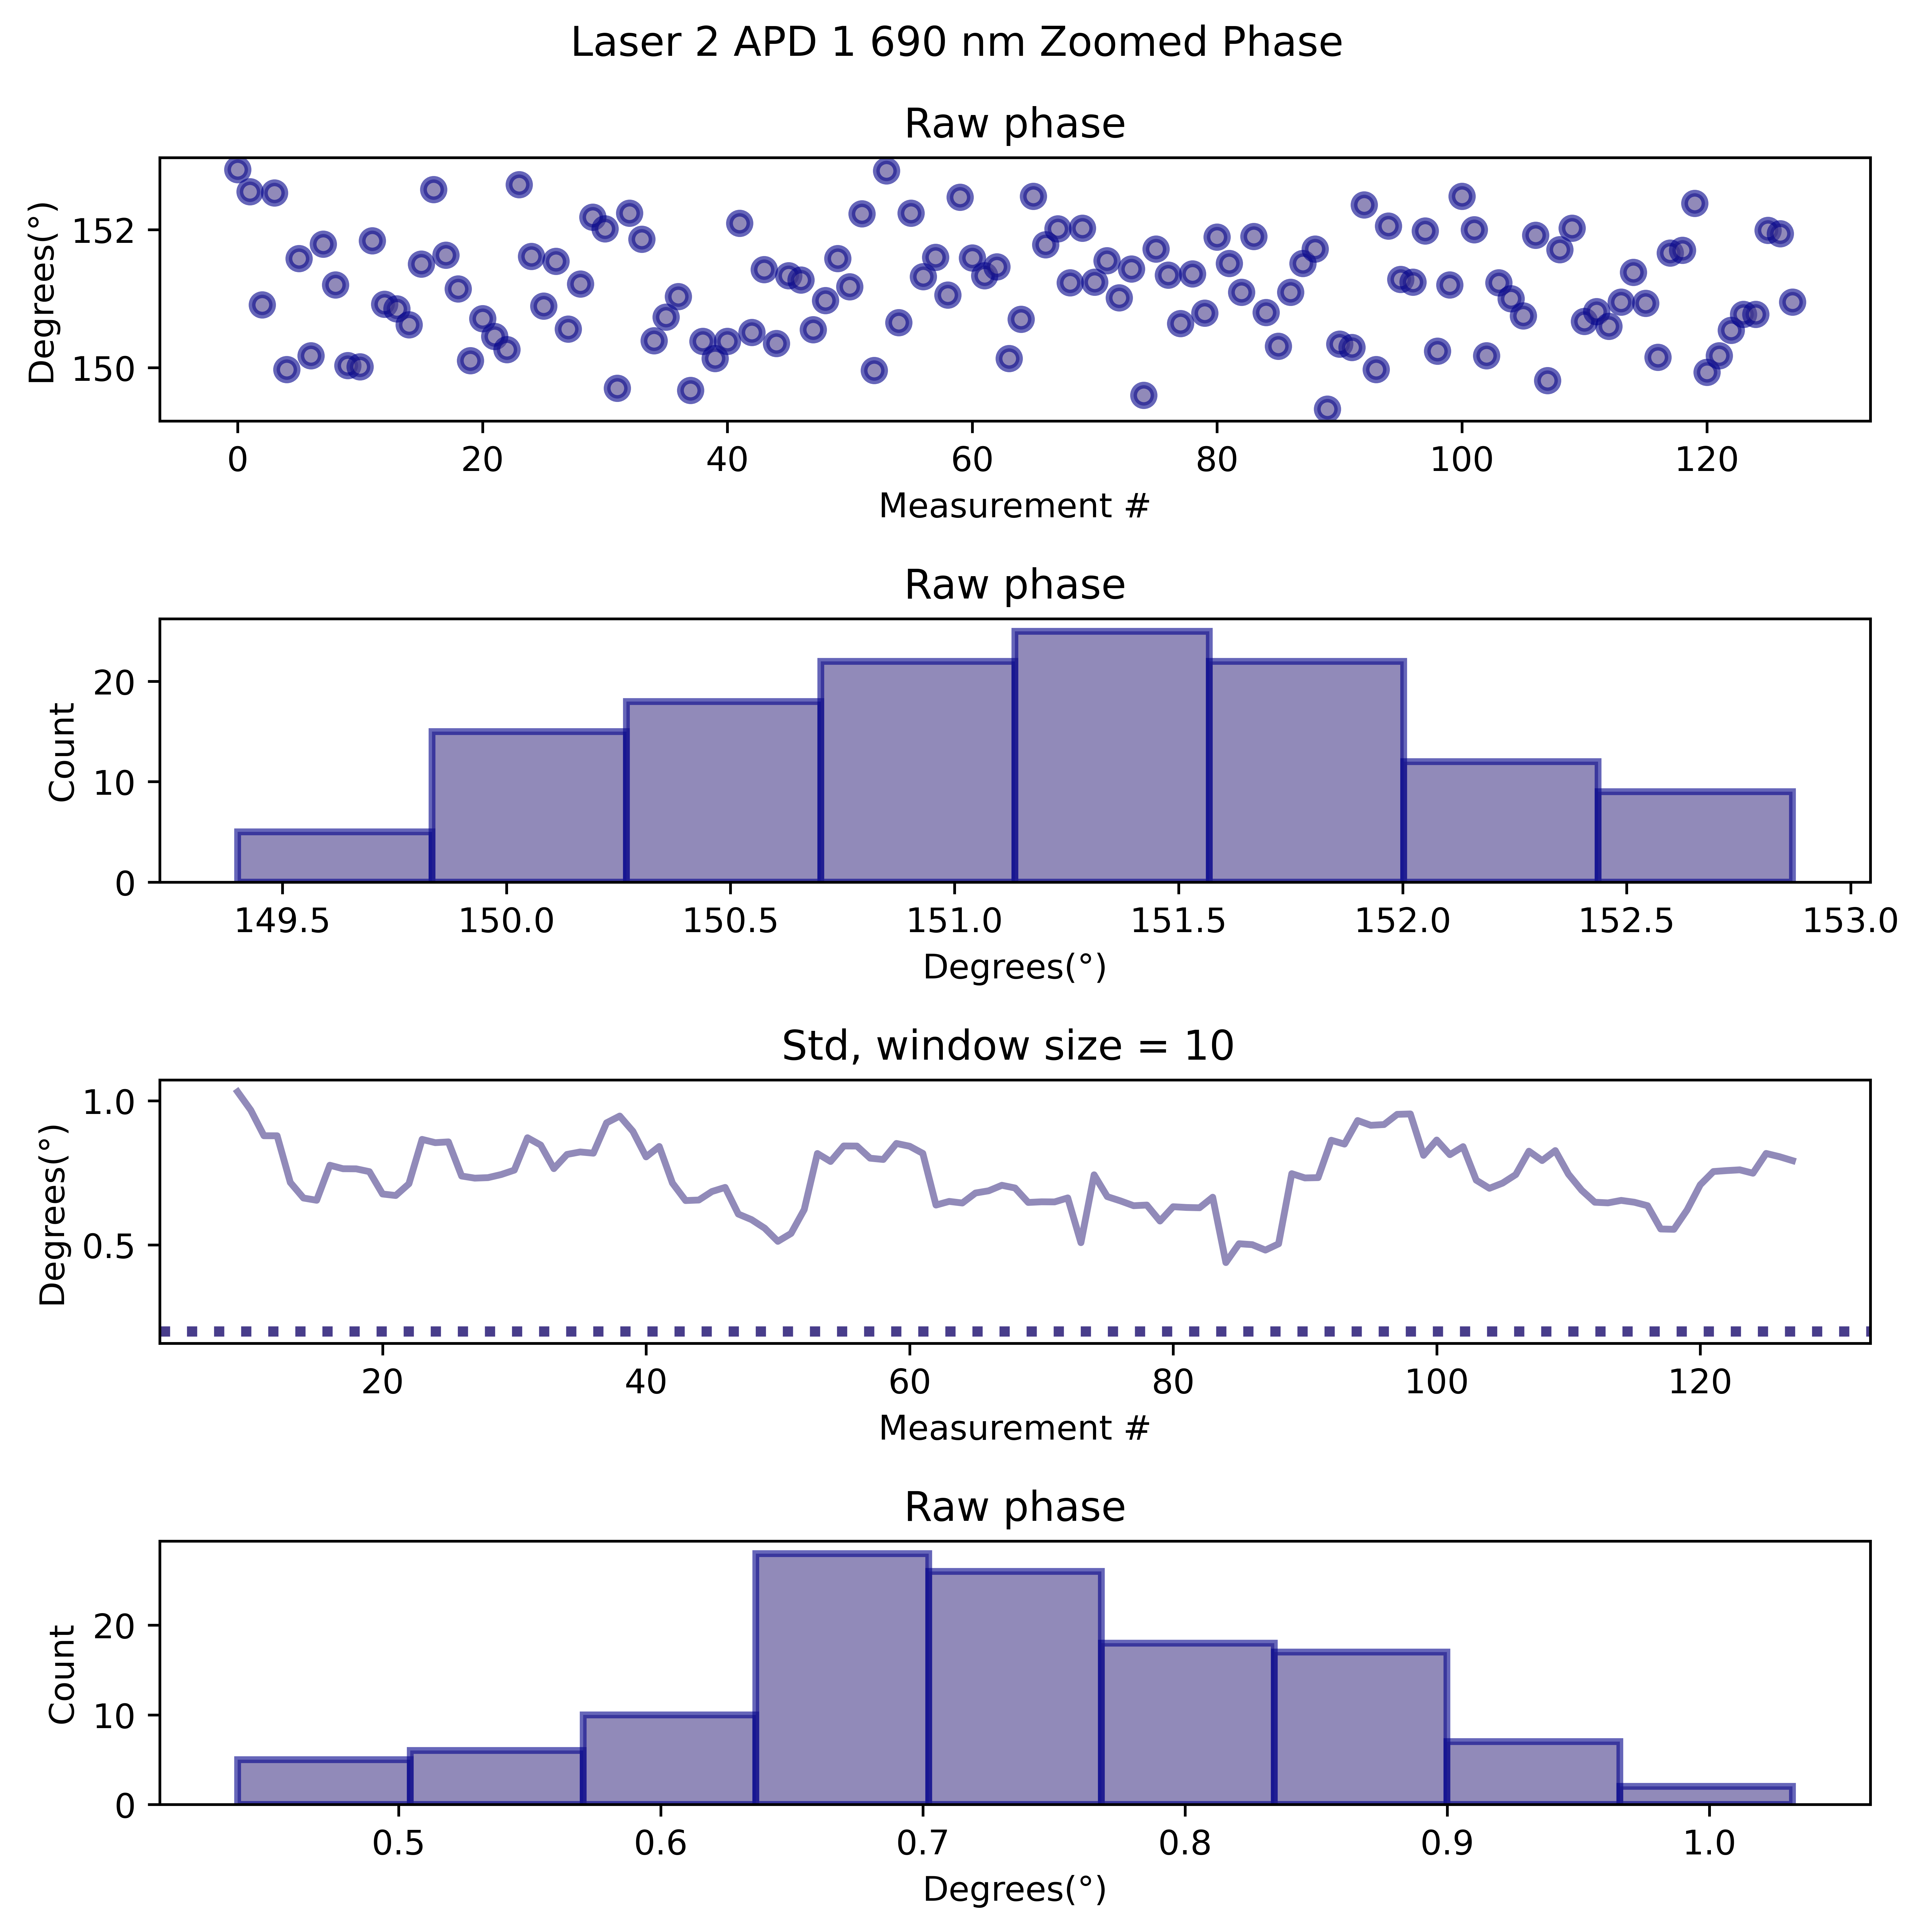 Laser 2 APD 1 690 nm Zoomed Phase
Raw phase
Degrees(°)
152
150
0 20 40 60 80 100 120
Measurement #
Raw phase
Count
20
10
0
149.5 150.0 150.5 151.0 151.5 152.0 152.5 153.0
Degrees(°)
Std, window size = 10
Degrees(°)
1.0
0.5
20 40 60 80 100 120
Measurement #
Raw phase
Count
20
10
0
0.5 0.6 0.7 0.8 0.9 1.0
Degrees(°)